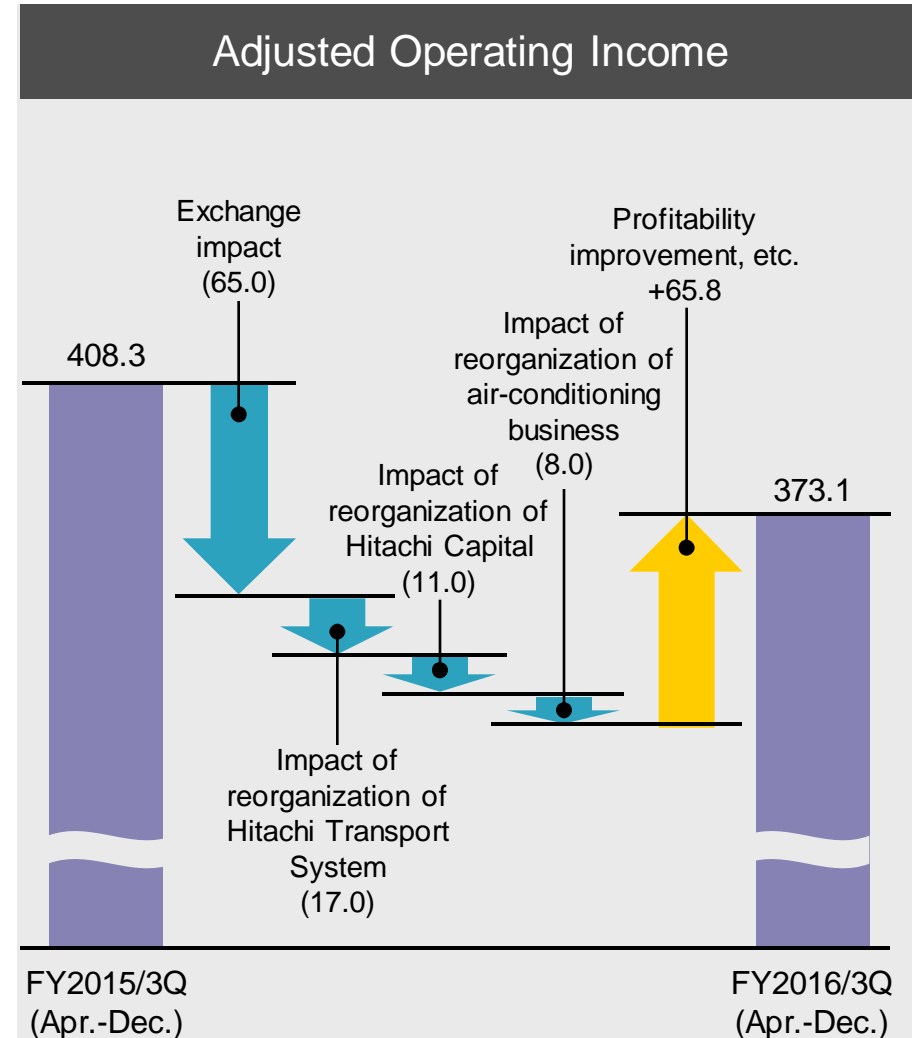 Adjusted Operating Income
Exchange
impact
(65.0)
Profitability
improvement, etc.
+65.8
Impact of
reorganization of
air-conditioning
business
(8.0)
408.3
Impact of
reorganization of
Hitachi Capital
(11.0)
373.1
Impact of
reorganization of
Hitachi Transport
System
(17.0)
FY2015/3Q
(Apr.-Dec.)
FY2016/3Q
(Apr.-Dec.)